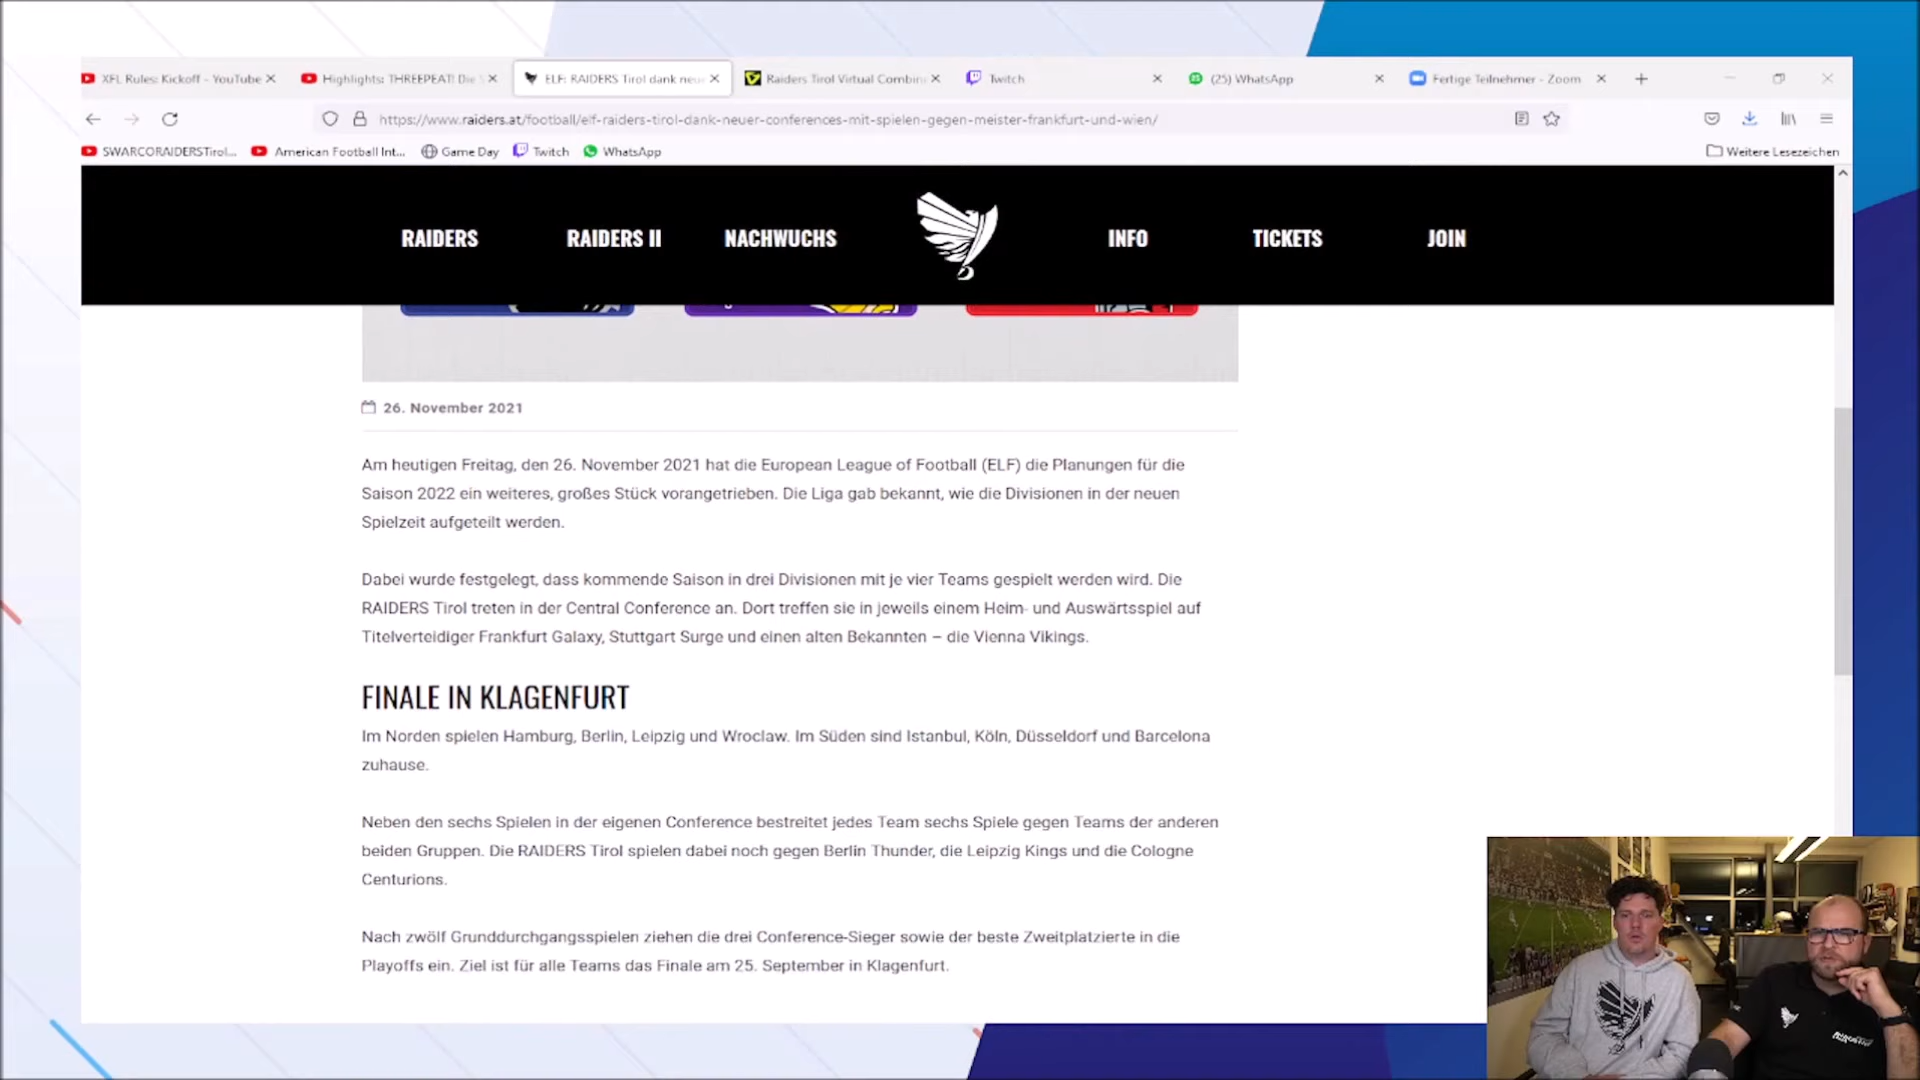 XFL Rules: Kickoff - YouTube
Highlights: THREEPEAT! Die S
ELF: RAIDERS Tirol dank neue
Raiders Tirol Virtual Combine
Twitch
(25) WhatsApp
Fertige Teilnehmer - Zoom
https://www.raiders.at/football/elf-raiders-tirol-dank-neuer-conferences-mit-spielen-gegen-meister-frankfurt-und-wien/
SWARCORAIDERSTirol...
American Football Int...
Game Day
Twitch
WhatsApp
Weitere Lesezeichen
RAIDERS
RAIDERS II
NACHWUCHS
INFO
TICKETS
JOIN
26. November 2021
Am heutigen Freitag, den 26. November 2021 hat die European League of Football (ELF) die Planungen für die
Saison 2022 ein weiteres, großes Stück vorangetrieben. Die Liga gab bekannt, wie die Divisionen in der neuen
Spielzeit aufgeteilt werden.
Dabei wurde festgelegt, dass kommende Saison in drei Divisionen mit je vier Teams gespielt werden wird. Die
RAIDERS Tirol treten in der Central Conference an. Dort treffen sie in jeweils einem Heim- und Auswärtsspiel auf
Titelverteidiger Frankfurt Galaxy, Stuttgart Surge und einen alten Bekannten – die Vienna Vikings.
FINALE IN KLAGENFURT
Im Norden spielen Hamburg, Berlin, Leipzig und Wroclaw. Im Süden sind Istanbul, Köln, Düsseldorf und Barcelona
zuhause.
Neben den sechs Spielen in der eigenen Conference bestreitet jedes Team sechs Spiele gegen Teams der anderen
beiden Gruppen. Die RAIDERS Tirol spielen dabei noch gegen Berlin Thunder, die Leipzig Kings und die Cologne
Centurions.
Nach zwölf Grunddurchgangsspielen ziehen die drei Conference-Sieger sowie der beste Zweitplatzierte in die
Playoffs ein. Ziel ist für alle Teams das Finale am 25. September in Klagenfurt.